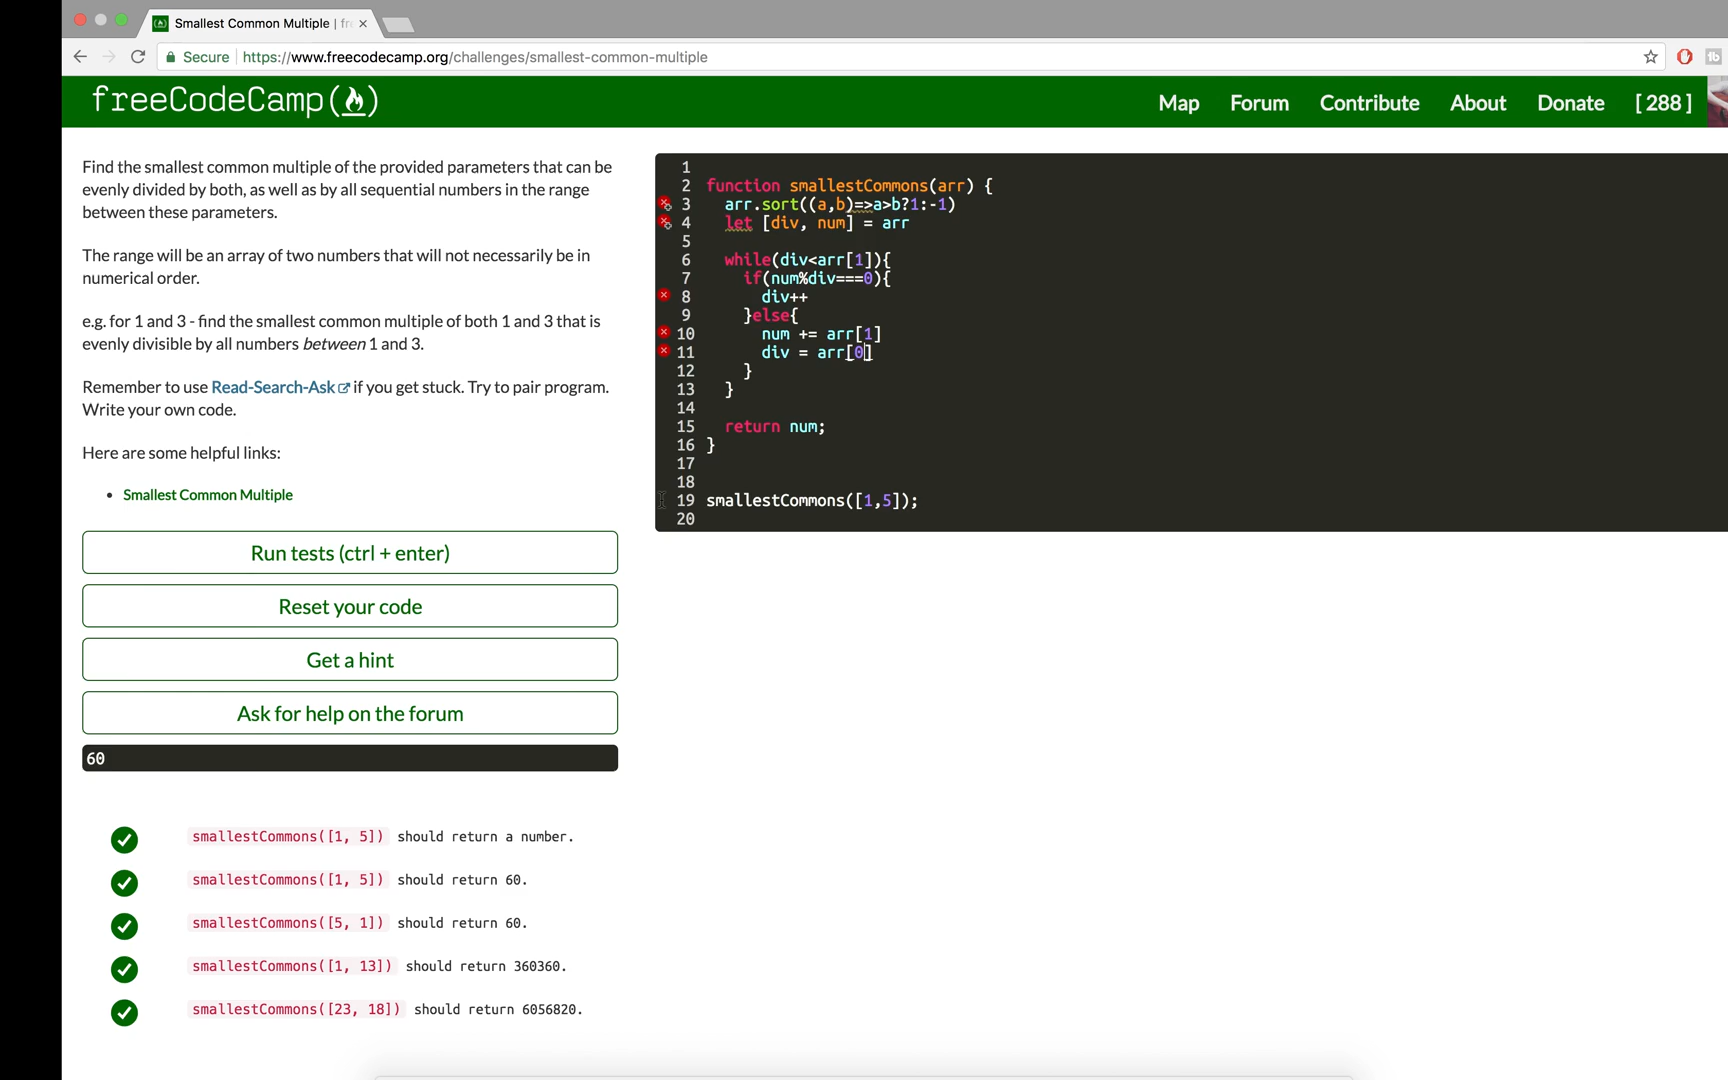 Smallest Common Multiple | fr
Secure
https://www.freecodecamp.org/challenges/smallest-common-multiple
freeCodeCamp
Map
Forum
Contribute
About
Donate
[ 288 ]
Find the smallest common multiple of the provided parameters that can be
evenly divided by both, as well as by all sequential numbers in the range
between these parameters.
The range will be an array of two numbers that will not necessarily be in
numerical order.
e.g. for 1 and 3 - find the smallest common multiple of both 1 and 3 that is
evenly divisible by all numbers between 1 and 3.
Remember to use Read-Search-Ask if you get stuck. Try to pair program.
Write your own code.
Here are some helpful links:
• Smallest Common Multiple
Run tests (ctrl + enter)
Reset your code
Get a hint
Ask for help on the forum
60
smallestCommons([1, 5]) should return a number.
smallestCommons([1, 5]) should return 60.
smallestCommons([5, 1]) should return 60.
smallestCommons([1, 13]) should return 360360.
smallestCommons([23, 18]) should return 6056820.
1
2 function smallestCommons(arr) {
3 arr.sort((a,b)=>a>b?1:-1)
4 let [div, num] = arr
5
6 while(div<arr[1]){
7 if(num%div===0){
8 div++
9 }else{
10 num += arr[1]
11 div = arr[0]
12 }
13 }
14
15 return num;
16 }
17
18
19 smallestCommons([1,5]);
20